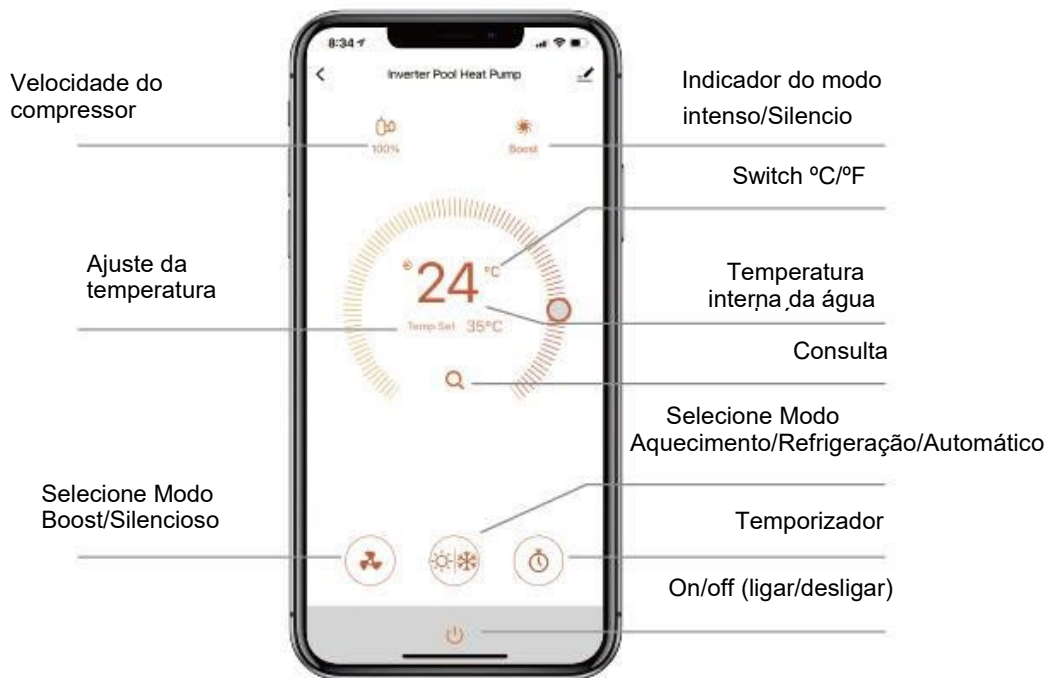 8:34
Inverter Pool Heat Pump
Velocidade do
compressor
Indicador do modo
intenso/Silencio
100%
Boost
Switch ºC/ºF
Ajuste da
temperatura
24 °C
Temp Set 35°C
Temperatura
interna da água
Consulta
Selecione Modo
Aquecimento/Refrigeração/Automático
Selecione Modo
Boost/Silencioso
Temporizador
On/off (ligar/desligar)